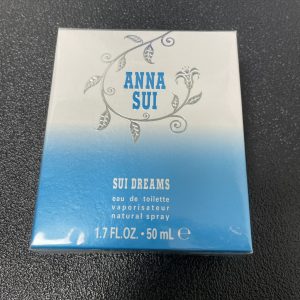 ANNA
SUI
SUI DREAMS
eau de toilette
vaporisateur
natural spray
1.7 FL.OZ. • 50 mL ℮